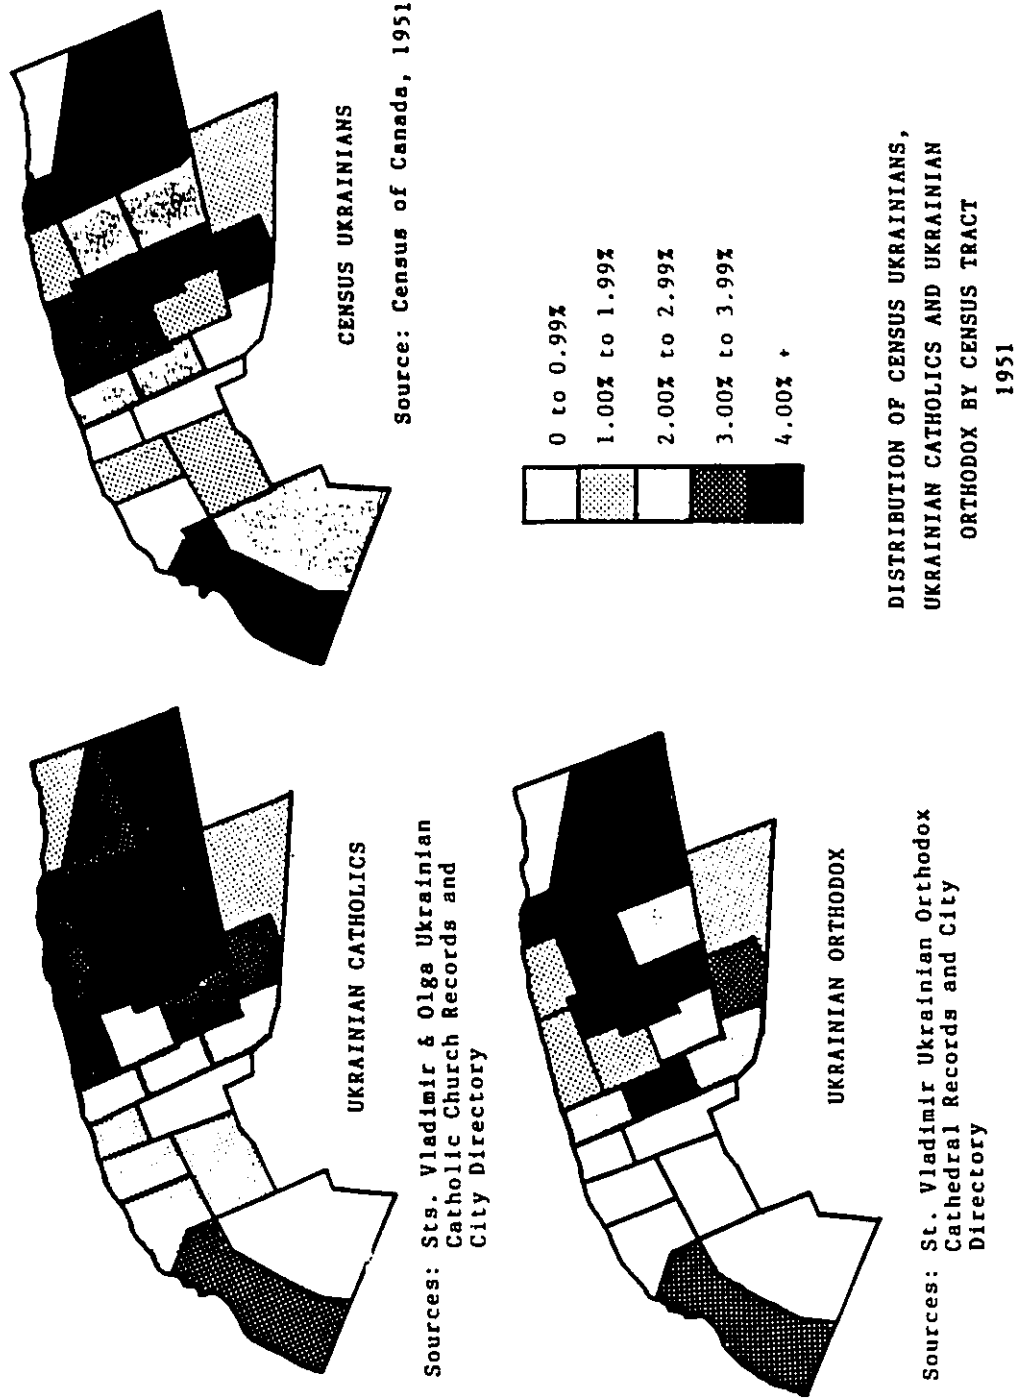 UKRAINIAN CATHOLICS
Sources: Sts. Vladimir & Olga Ukrainian
Catholic Church Records and
City Directory
CENSUS UKRAINIANS
Source: Census of Canada, 1951
UKRAINIAN ORTHODOX
Sources: St. Vladimir Ukrainian Orthodox
Cathedral Records and City
Directory
0 to 0.99%
1.00% to 1.99%
2.00% to 2.99%
3.00% to 3.99%
4.00% +
DISTRIBUTION OF CENSUS UKRAINIANS,
UKRAINIAN CATHOLICS AND UKRAINIAN
ORTHODOX BY CENSUS TRACT
1951